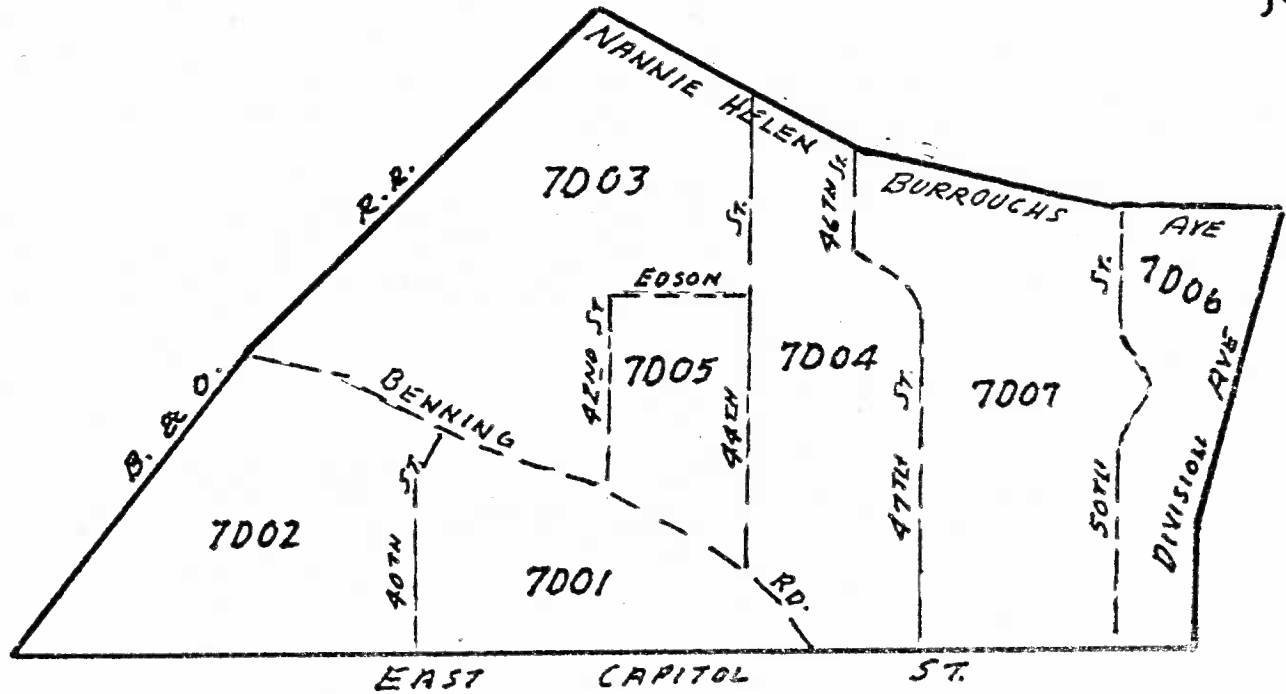 NANNIE HELEN BURROUGHS AVE
B. & O. R.R.
7D03
46TH St.
ST.
EDSON
42ND ST
7D05
44TH
7D04
47TH ST.
7D07
50TH ST.
7D06
DIVISION AVE
BENNING RD.
7D02
40TH ST.
7D01
EAST CAPITOL ST.